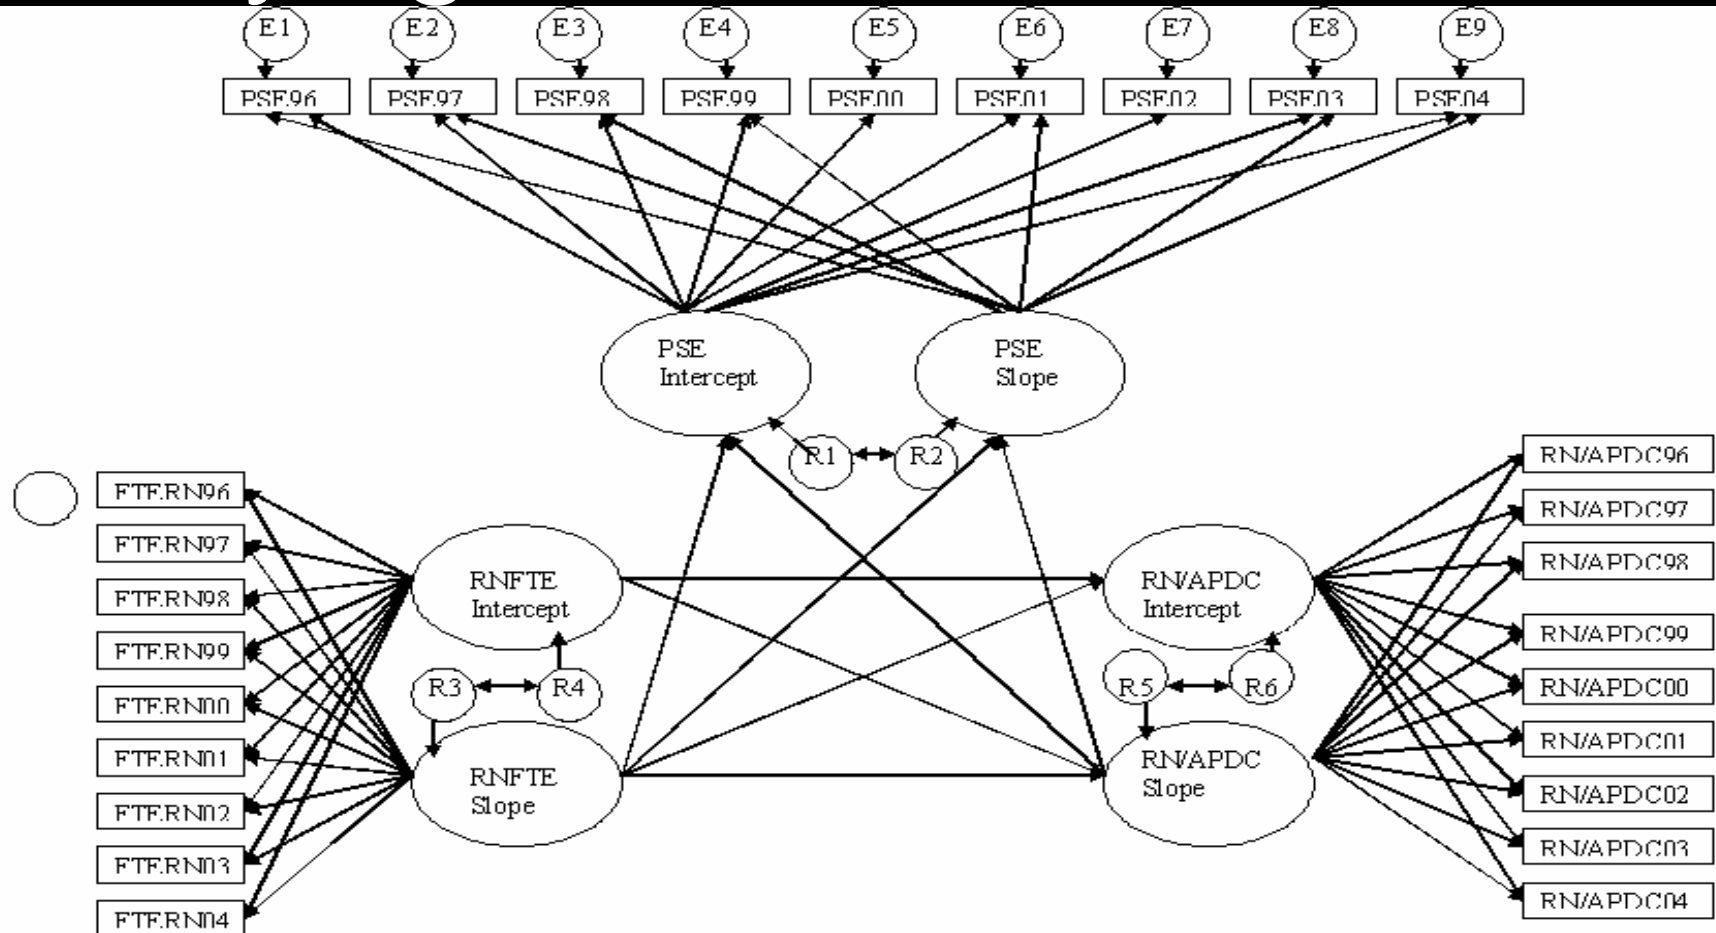 E1
E2
E3
E4
E5
E6
E7
E8
E9
PSE96
PSE97
PSE98
PSE99
PSE00
PSE01
PSE02
PSE03
PSE04
PSE
Intercept
PSE
Slope
R1
R2
FTERN96
FTERN97
FTERN98
FTERN99
FTERN00
FTERN01
FTERN02
FTERN03
FTERN04
RNFTE
Intercept
R3
R4
RNFTE
Slope
RN/APDC
Intercept
R5
R6
RN/APDC
Slope
RN/APDC96
RN/APDC97
RN/APDC98
RN/APDC99
RN/APDC00
RN/APDC01
RN/APDC02
RN/APDC03
RN/APDC04